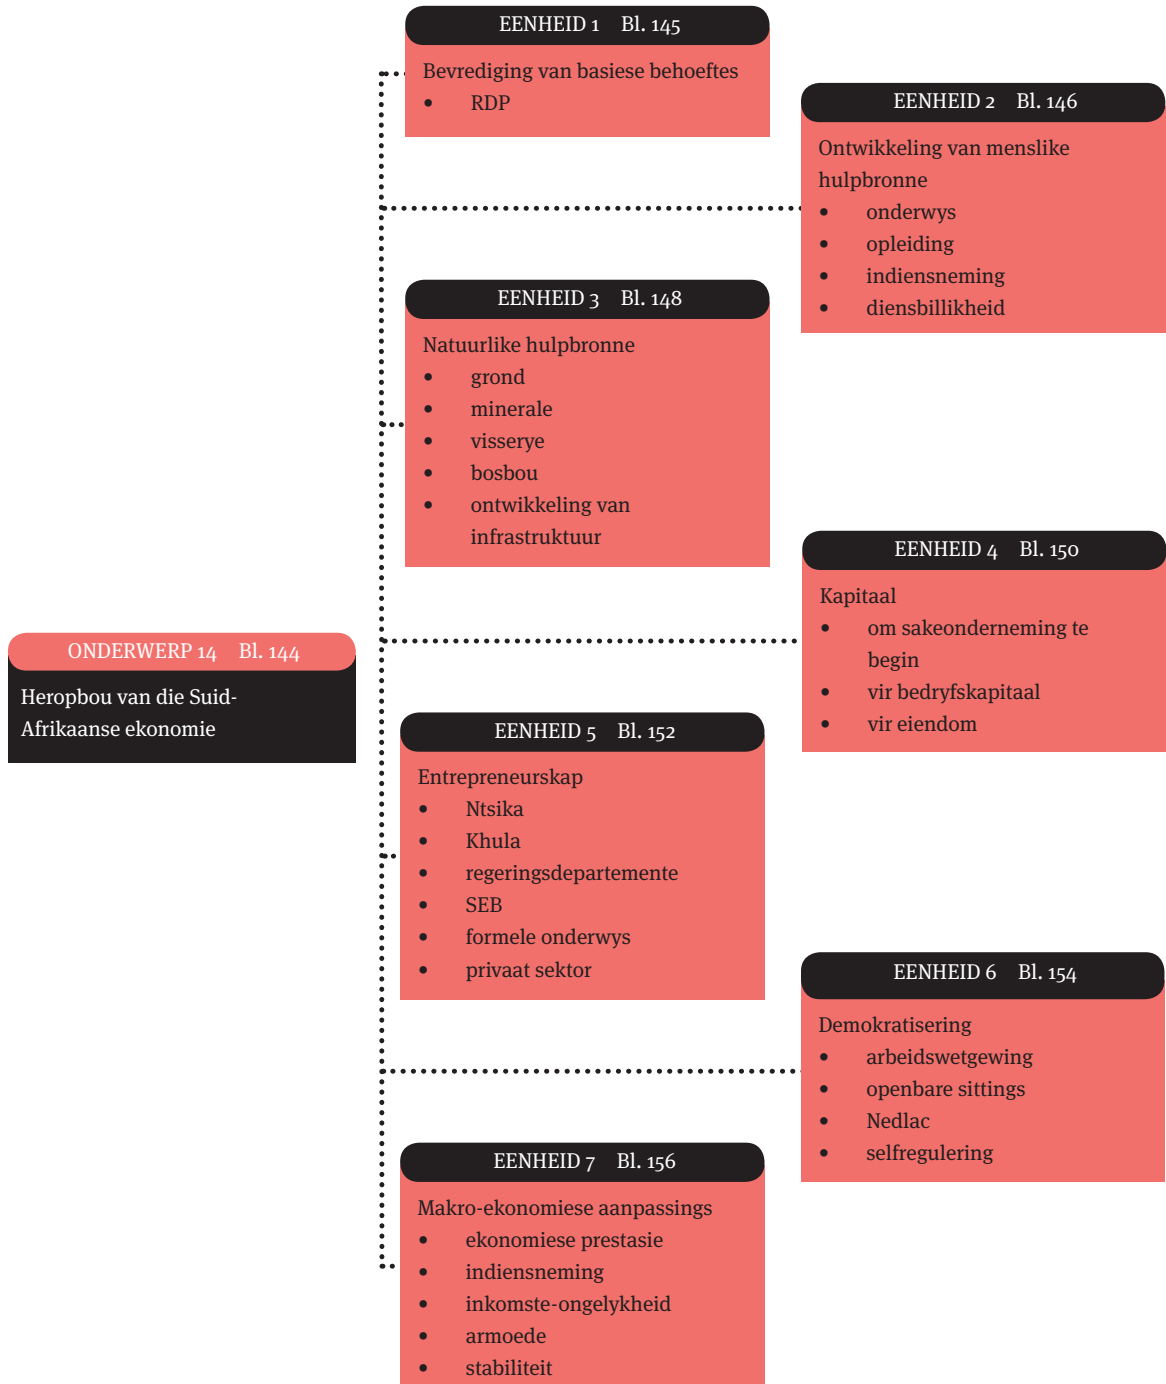 EENHEID 1 Bl. 145
Bevrediging van basiese behoeftes
• RDP
EENHEID 2 Bl. 146
Ontwikkeling van menslike
hulpbronne
• onderwys
• opleiding
• indiensneming
• diensbillikheid
EENHEID 3 Bl. 148
Natuurlike hulpbronne
• grond
• minerale
• visserye
• bosbou
• ontwikkeling van
infrastruktuur
EENHEID 4 Bl. 150
Kapitaal
• om sakeonderneming te
begin
• vir bedryfskapitaal
• vir eiendom
ONDERWERP 14 Bl. 144
Heropbou van die Suid-
Afrikaanse ekonomie
EENHEID 5 Bl. 152
Entrepreneurskap
• Ntsika
• Khula
• regeringsdepartemente
• SEB
• formele onderwys
• privaat sektor
EENHEID 6 Bl. 154
Demokratisering
• arbeidswetgewing
• openbare sittings
• Nedlac
• selfregulering
EENHEID 7 Bl. 156
Makro-ekonomiese aanpassings
• ekonomiese prestasie
• indiensneming
• inkomste-ongelykheid
• armoede
• stabiliteit